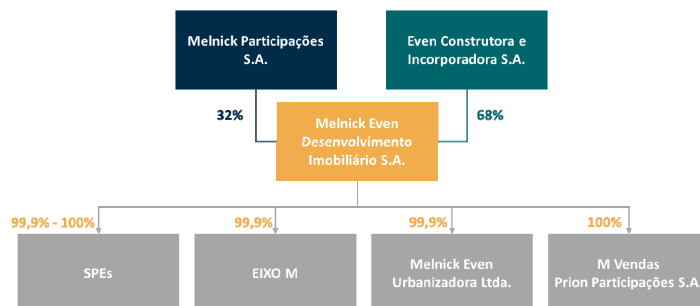 Melnick Participações
S.A.
Even Construtora e
Incorporadora S.A.
32%
68%
Melnick Even
Desenvolvimento
Imobiliário S.A.
99,9% - 100%
99,9%
99,9%
100%
SPEs
EIXO M
Melnick Even
Urbanizadora Ltda.
M Vendas
Prion Participações S.A